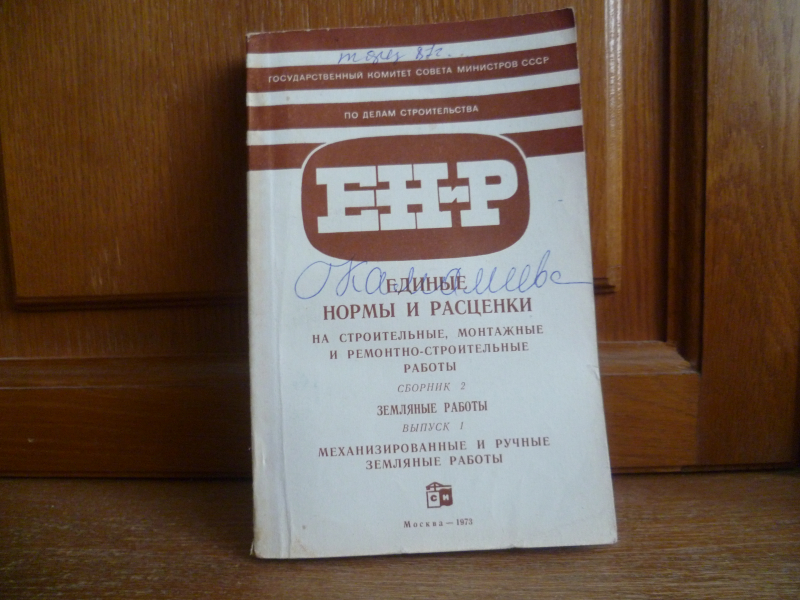 ГОСУДАРСТВЕННЫЙ КОМИТЕТ СОВЕТА МИНИСТРОВ СССР
ПО ДЕЛАМ СТРОИТЕЛЬСТВА
ЕНиР
ЕДИНЫЕ
НОРМЫ И РАСЦЕНКИ
НА СТРОИТЕЛЬНЫЕ, МОНТАЖНЫЕ
И РЕМОНТНО-СТРОИТЕЛЬНЫЕ
РАБОТЫ
СБОРНИК 2
ЗЕМЛЯНЫЕ РАБОТЫ
ВЫПУСК 1
МЕХАНИЗИРОВАННЫЕ И РУЧНЫЕ
ЗЕМЛЯНЫЕ РАБОТЫ
СИ
Москва — 1973